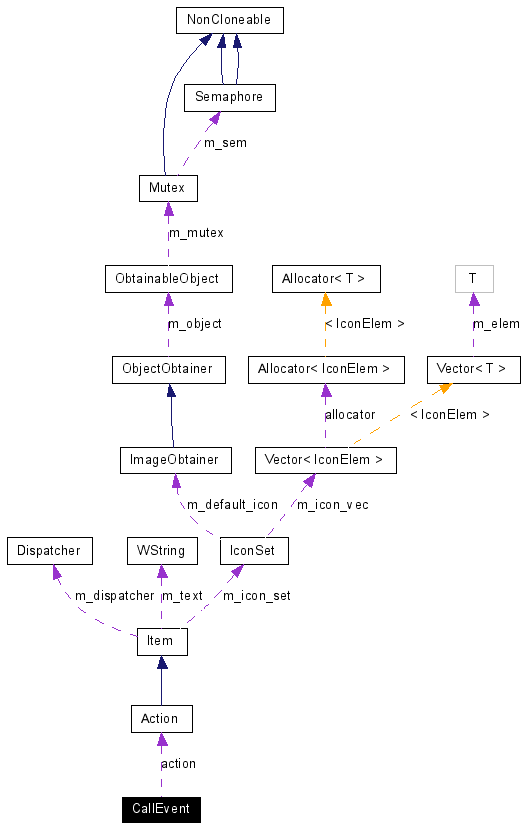 NonCloneable
Semaphore
m_sem
Mutex
m_mutex
ObtainableObject
Allocator< T >
T
m_object
< IconElem >
m_elem
ObjectObtainer
Allocator< IconElem >
Vector< T >
allocator
< IconElem >
ImageObtainer
Vector< IconElem >
m_default_icon
m_icon_vec
Dispatcher
WString
IconSet
m_dispatcher
m_text
m_icon_set
Item
Action
action
CallEvent